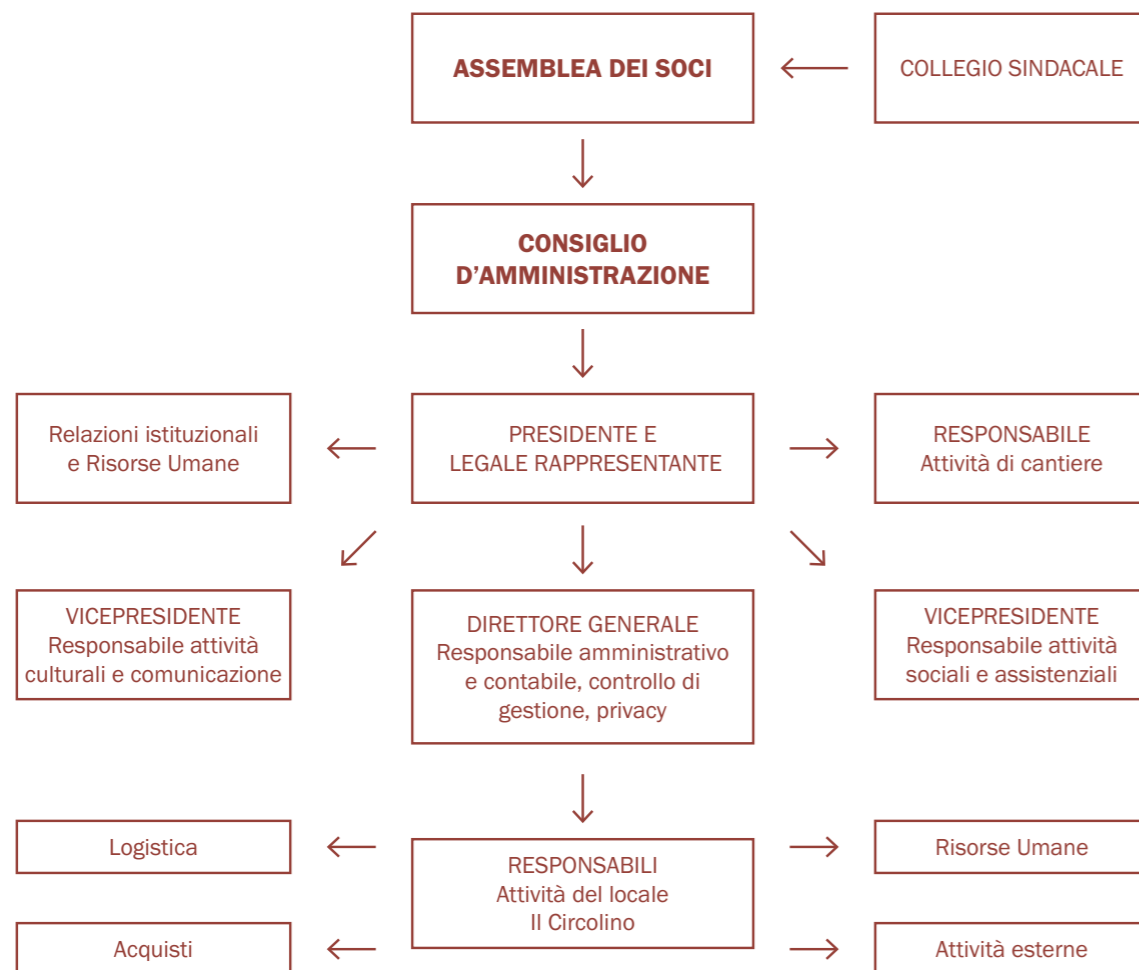 ASSEMBLEA DEI SOCI
COLLEGIO SINDACALE
CONSIGLIO
D’AMMINISTRAZIONE
Relazioni istituzionali
e Risorse Umane
PRESIDENTE E
LEGALE RAPPRESENTANTE
RESPONSABILE
Attività di cantiere
VICEPRESIDENTE
Responsabile attività
culturali e comunicazione
DIRETTORE GENERALE
Responsabile amministrativo
e contabile, controllo di
gestione, privacy
VICEPRESIDENTE
Responsabile attività
sociali e assistenziali
Logistica
RESPONSABILI
Attività del locale
Il Circolino
Risorse Umane
Acquisti
Attività esterne